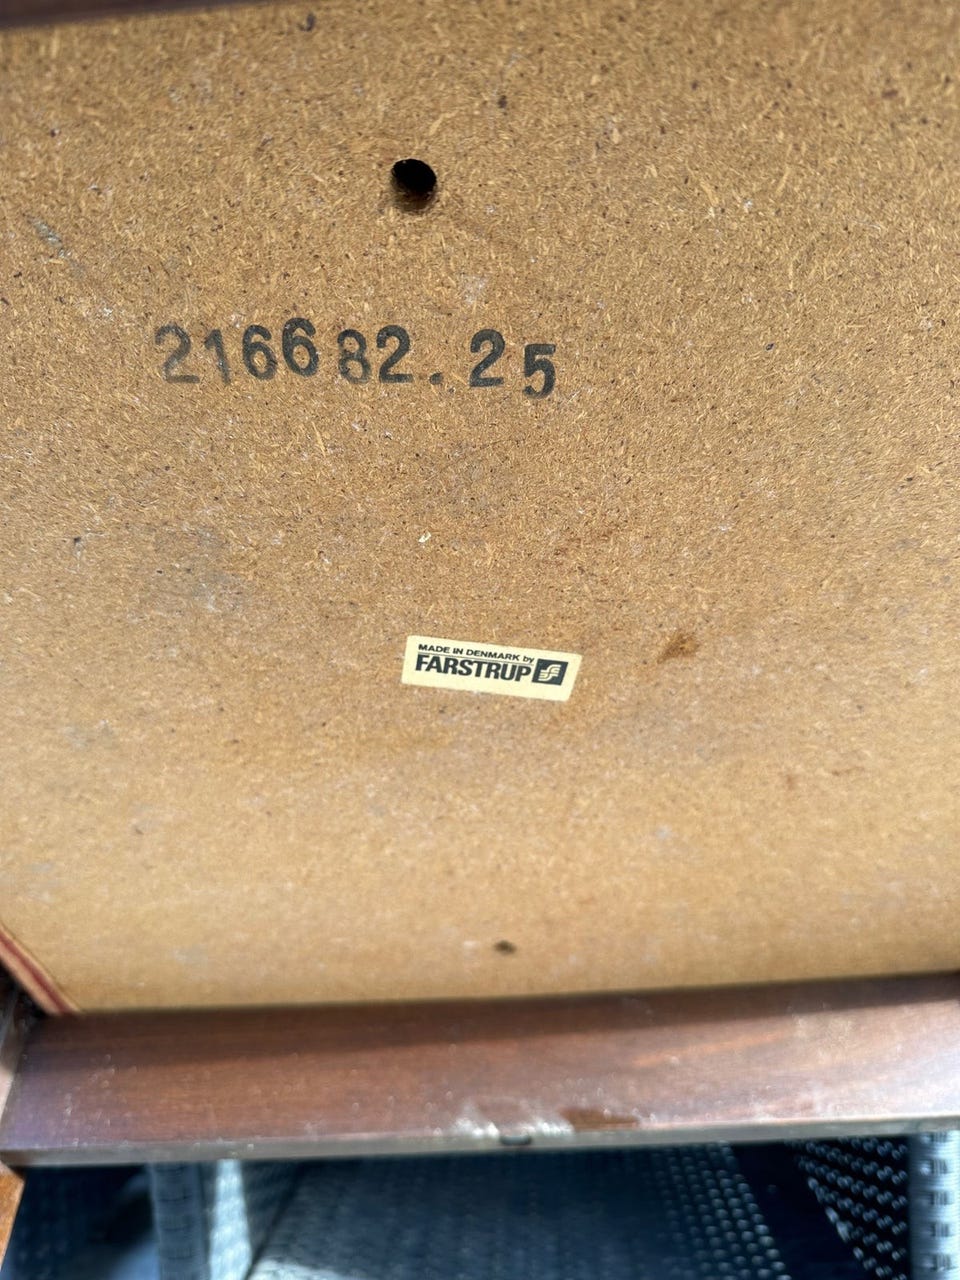 216682.25
MADE IN DENMARK by
FARSTRUP